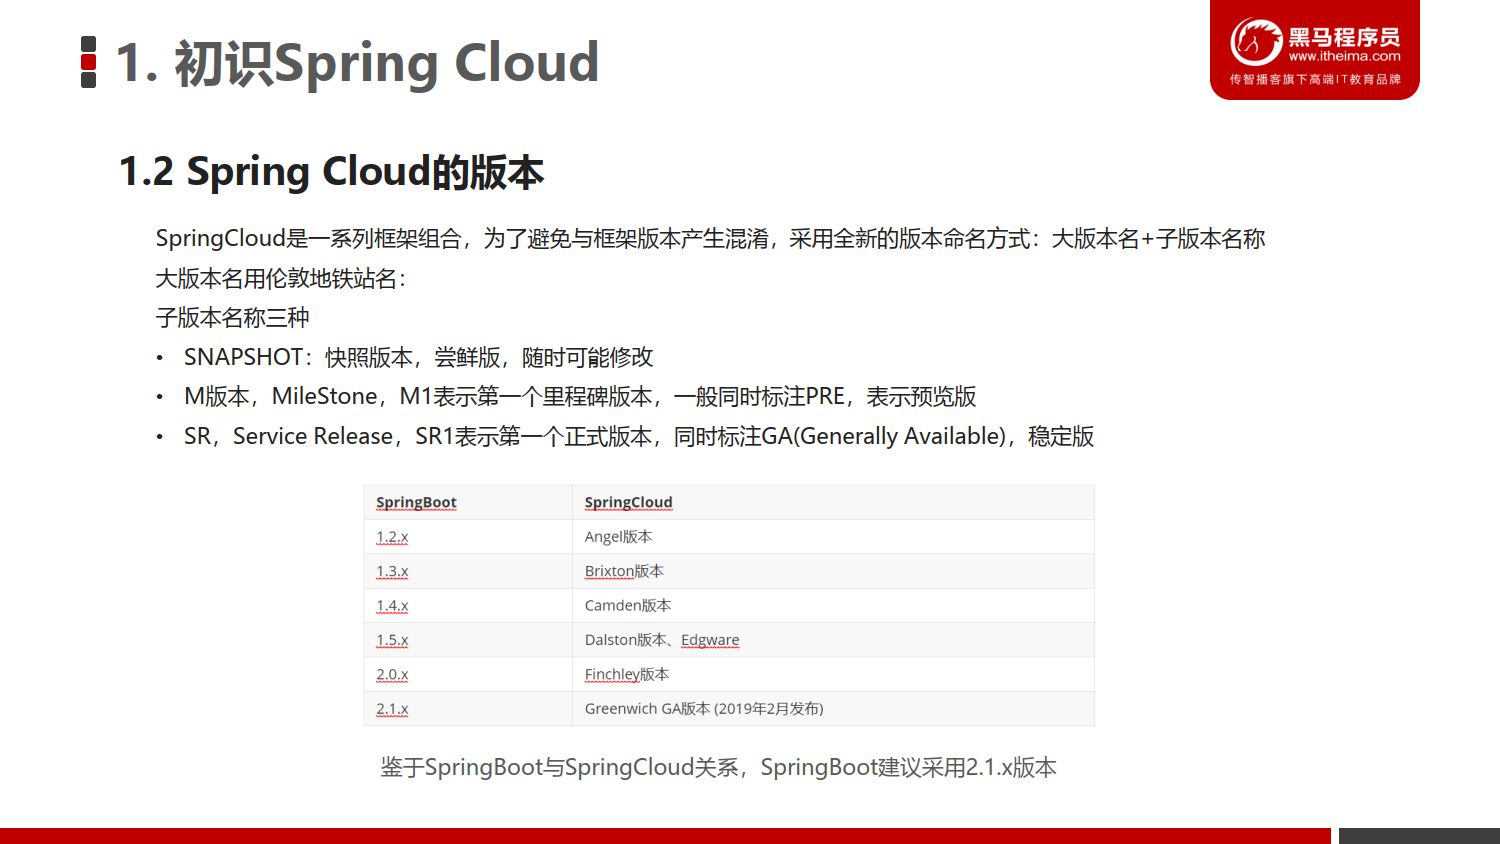 1. 初识Spring Cloud
黑马程序员
www.itheima.com
传智播客旗下高端IT教育品牌
1.2 Spring Cloud的版本
SpringCloud是一系列框架组合，为了避免与框架版本产生混淆，采用全新的版本命名方式：大版本名+子版本名称
大版本名用伦敦地铁站名：
子版本名称三种
• SNAPSHOT：快照版本，尝鲜版，随时可能修改
• M版本，MileStone，M1表示第一个里程碑版本，一般同时标注PRE，表示预览版
• SR，Service Release，SR1表示第一个正式版本，同时标注GA(Generally Available)，稳定版
SpringBoot SpringCloud
1.2.x Angel版本
1.3.x Brixton版本
1.4.x Camden版本
1.5.x Dalston版本、Edgware
2.0.x Finchley版本
2.1.x Greenwich GA版本 (2019年2月发布)
鉴于SpringBoot与SpringCloud关系，SpringBoot建议采用2.1.x版本